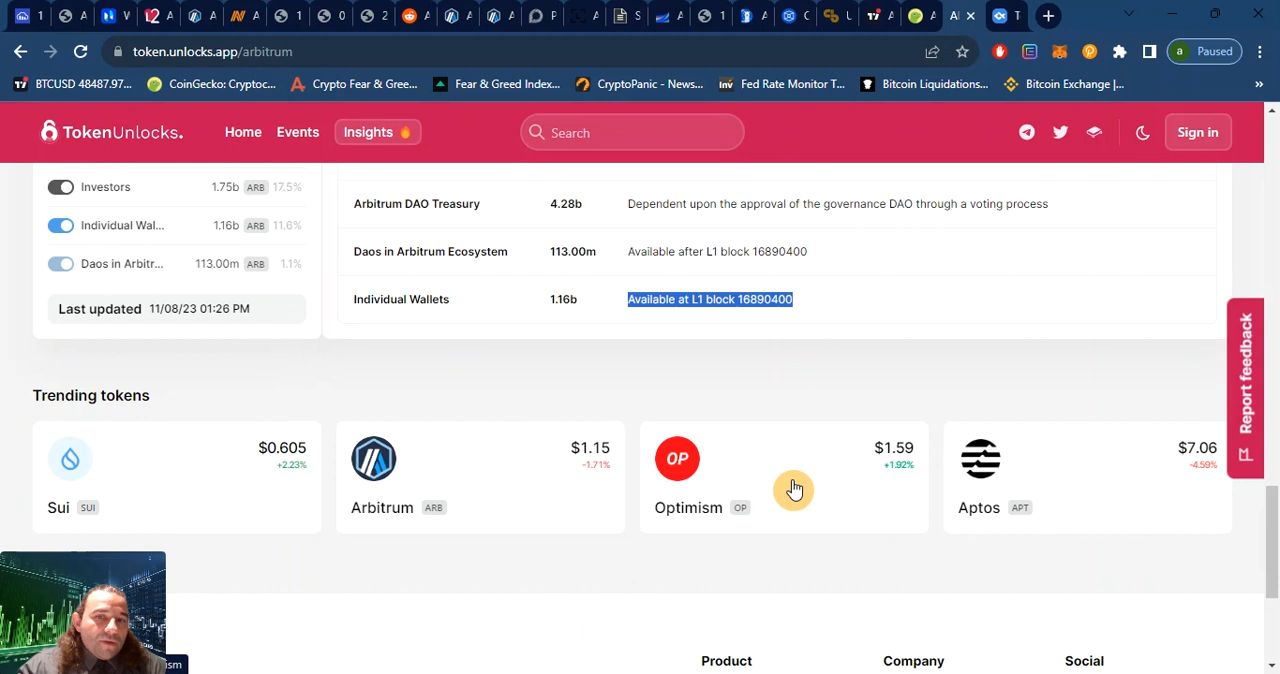 1
A
V
A
A
A
1
0
2
A
A
A
P
A
S
A
1
A
C
U
A
A
A
T
token.unlocks.app/arbitrum
a Paused
BTCUSD 48487.97...
CoinGecko: Cryptoc...
Crypto Fear & Gree...
Fear & Greed Index...
CryptoPanic - News...
Fed Rate Monitor T...
Bitcoin Liquidations...
Bitcoin Exchange |...
»
TokenUnlocks.
Home
Events
Insights
Search
Sign in
Investors 1.75b ARB 17.5%
Individual Wal... 1.16b ARB 11.6%
Daos in Arbitr... 113.00m ARB 1.1%
Last updated 11/08/23 01:26 PM
Arbitrum DAO Treasury 4.28b Dependent upon the approval of the governance DAO through a voting process
Daos in Arbitrum Ecosystem 113.00m Available after L1 block 16890400
Individual Wallets 1.16b Available at L1 block 16890400
Report feedback
Trending tokens
$0.605
+2.23%
Sui SUI
$1.15
-1.71%
Arbitrum ARB
OP
$1.59
+1.92%
Optimism OP
$7.06
-4.59%
Aptos APT
Product
Company
Social